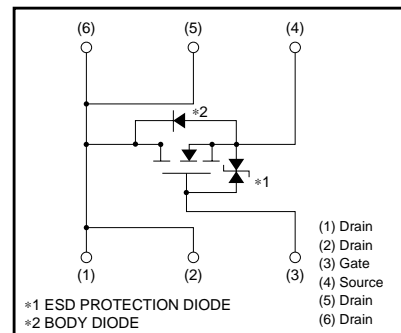 (6) (5) (4)
∗2
∗1
(1) (2) (3)
(1) Drain
(2) Drain
(3) Gate
(4) Source
(5) Drain
(6) Drain
∗1 ESD PROTECTION DIODE
∗2 BODY DIODE